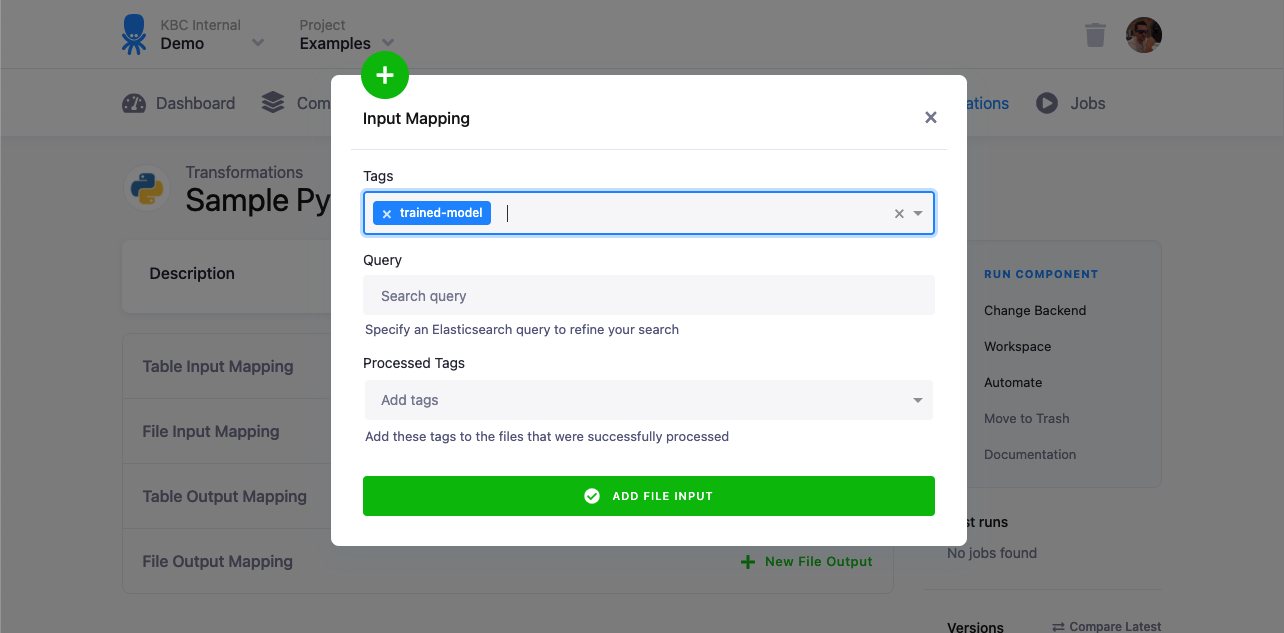 KBC Internal
Demo
Project
Examples
Dashboard
Com
ations
Jobs
Transformations
Sample Py
Description
Table Input Mapping
File Input Mapping
Table Output Mapping
File Output Mapping
New File Output
Input Mapping
Tags
trained-model
Query
Search query
Specify an Elasticsearch query to refine your search
Processed Tags
Add tags
Add these tags to the files that were successfully processed
ADD FILE INPUT
RUN COMPONENT
Change Backend
Workspace
Automate
Move to Trash
Documentation
st runs
No jobs found
Versions
Compare Latest